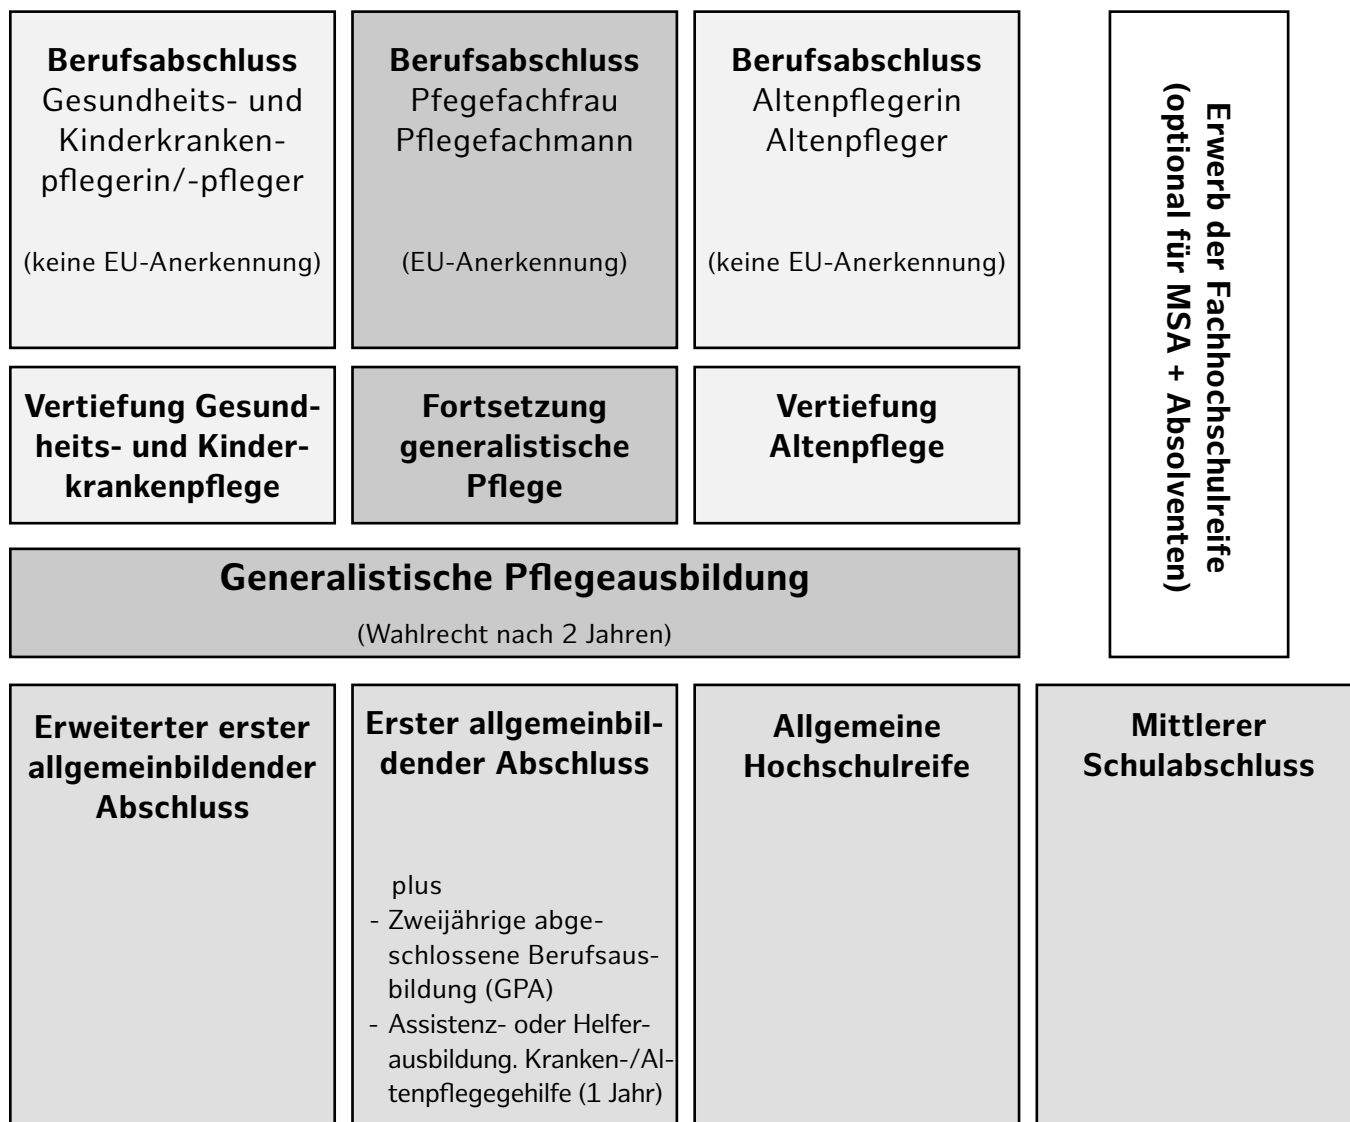 Berufsabschluss
Gesundheits- und
Kinderkranken-
pflegerin/-pfleger
(keine EU-Anerkennung)
Berufsabschluss
Pfegefachfrau
Pflegefachmann
(EU-Anerkennung)
Berufsabschluss
Altenpflegerin
Altenpfleger
(keine EU-Anerkennung)
Erwerb der Fachhochschulreife
(optional für MSA + Absolventen)
Vertiefung Gesund-
heits- und Kinder-
krankenpflege
Fortsetzung
generalistische
Pflege
Vertiefung
Altenpflege
Generalistische Pflegeausbildung
(Wahlrecht nach 2 Jahren)
Erweiterter erster
allgemeinbildender
Abschluss
Erster allgemeinbil-
dender Abschluss
plus
- Zweijährige abge-
schlossene Berufsaus-
bildung (GPA)
- Assistenz- oder Helfer-
ausbildung. Kranken-/Al-
tenpflegegehilfe (1 Jahr)
Allgemeine
Hochschulreife
Mittlerer
Schulabschluss